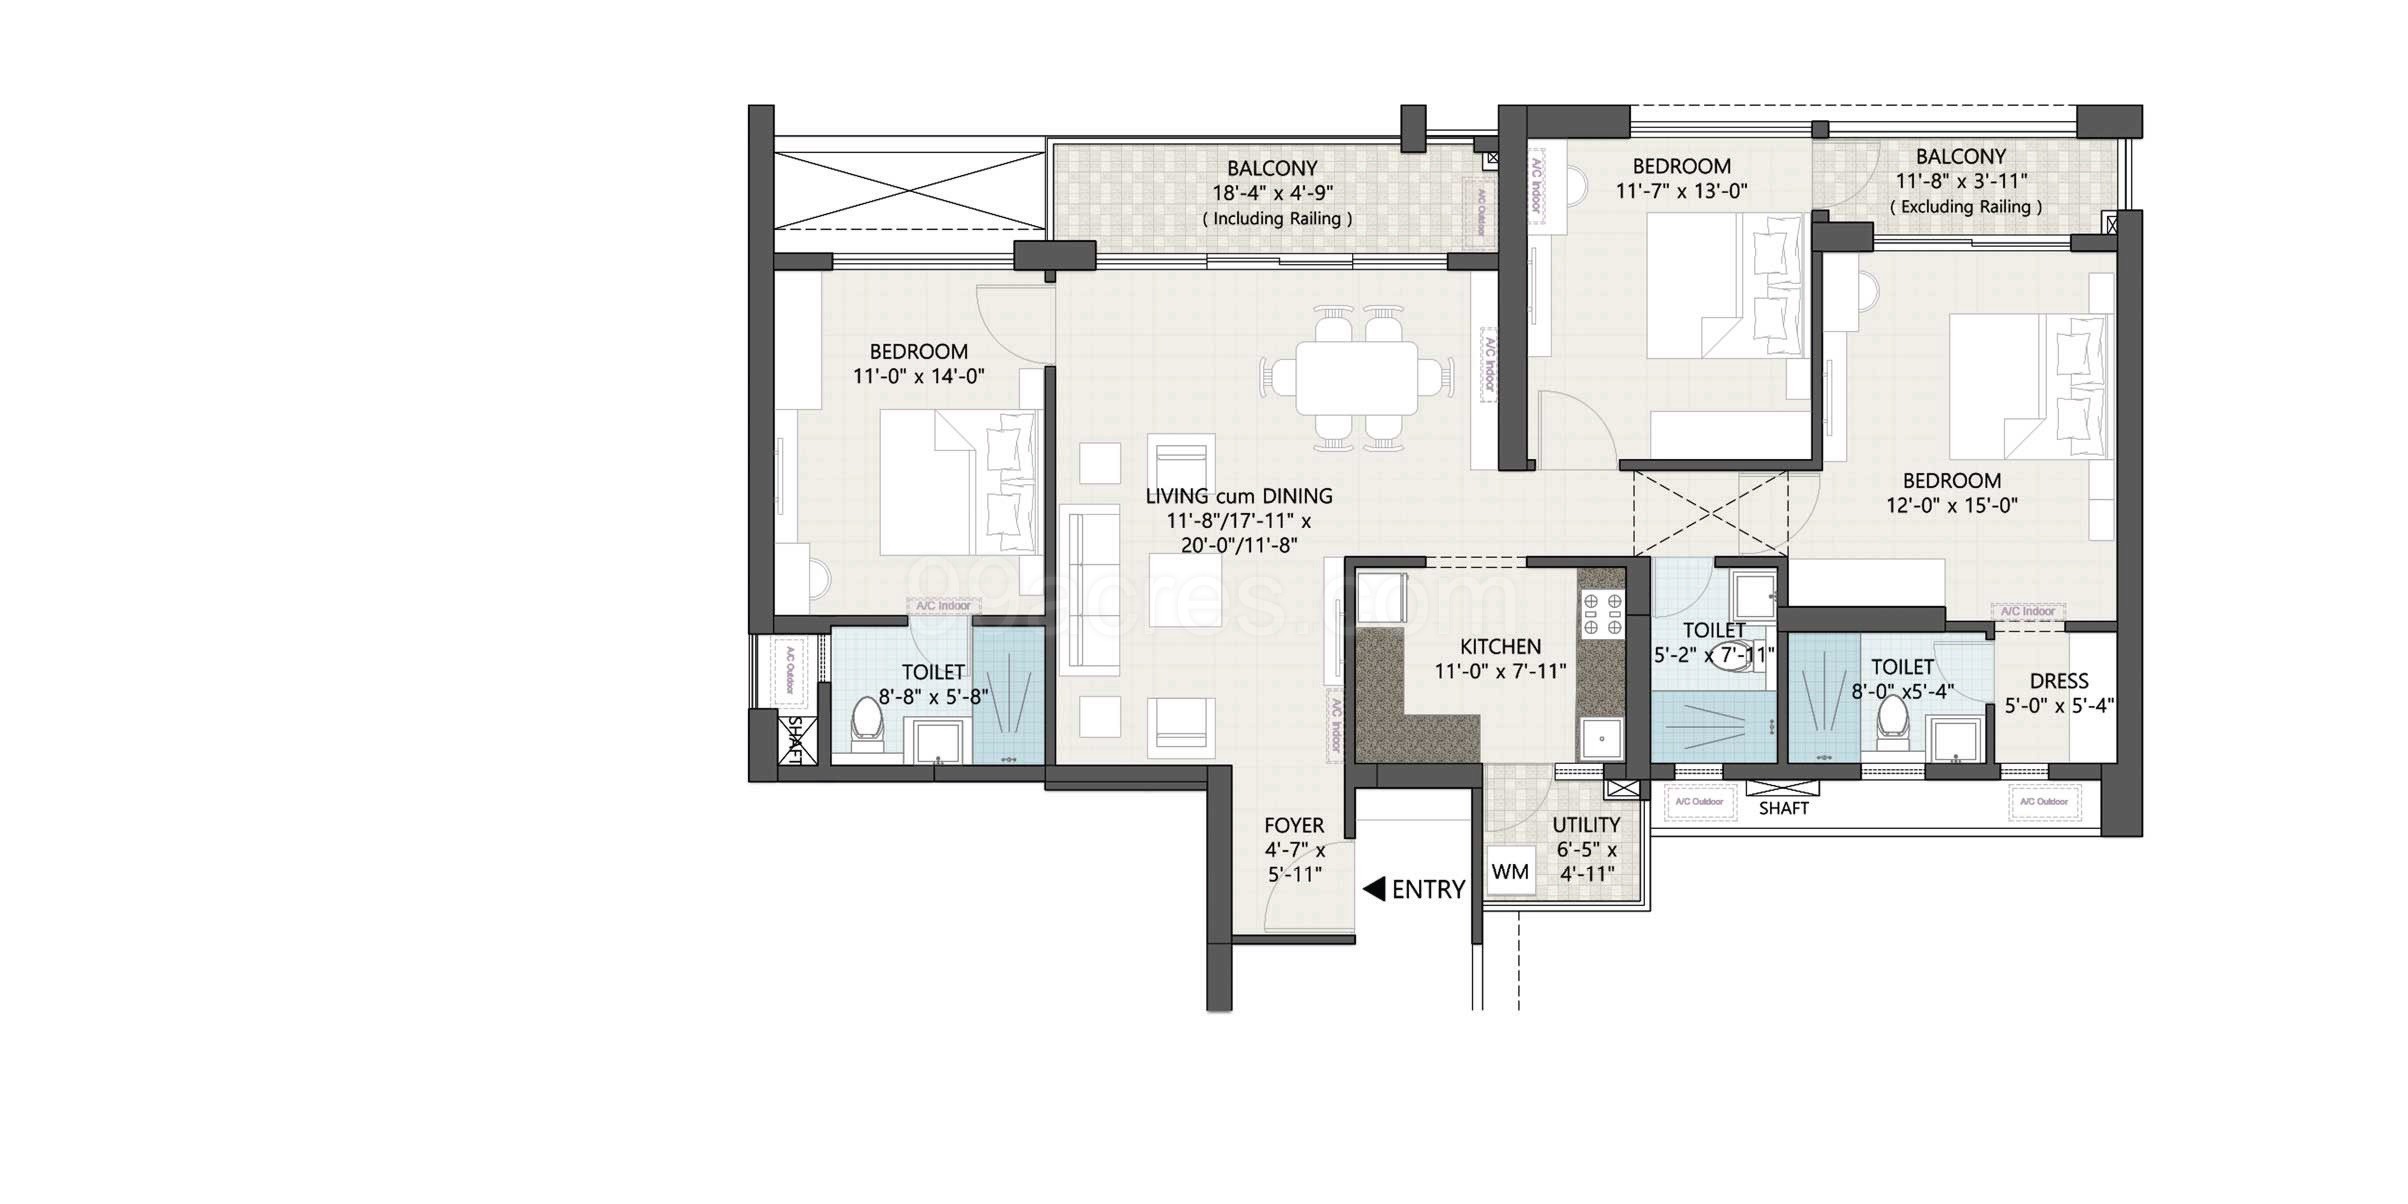 BALCONY
18'-4" x 4'-9"
( Including Railing )
A/C Outdoor
A/C Indoor
BEDROOM
11'-7" x 13'-0"
BALCONY
11'-8" x 3'-11"
( Excluding Railing )
BEDROOM
11'-0" x 14'-0"
A/C Indoor
LIVING cum DINING
11'-8"/17'-11" x
20'-0"/11'-8"
BEDROOM
12'-0" x 15'-0"
99acres.com
A/C Indoor
A/C Indoor
A/C Outdoor
SHAFT
TOILET
8'-8" x 5'-8"
A/C Indoor
KITCHEN
11'-0" x 7'-11"
TOILET
5'-2" x 7'-11"
TOILET
8'-0" x5'-4"
DRESS
5'-0" x 5'-4"
A/C Outdoor
SHAFT
A/C Outdoor
FOYER
4'-7" x
5'-11"
ENTRY
UTILITY
6'-5" x
4'-11"
WM